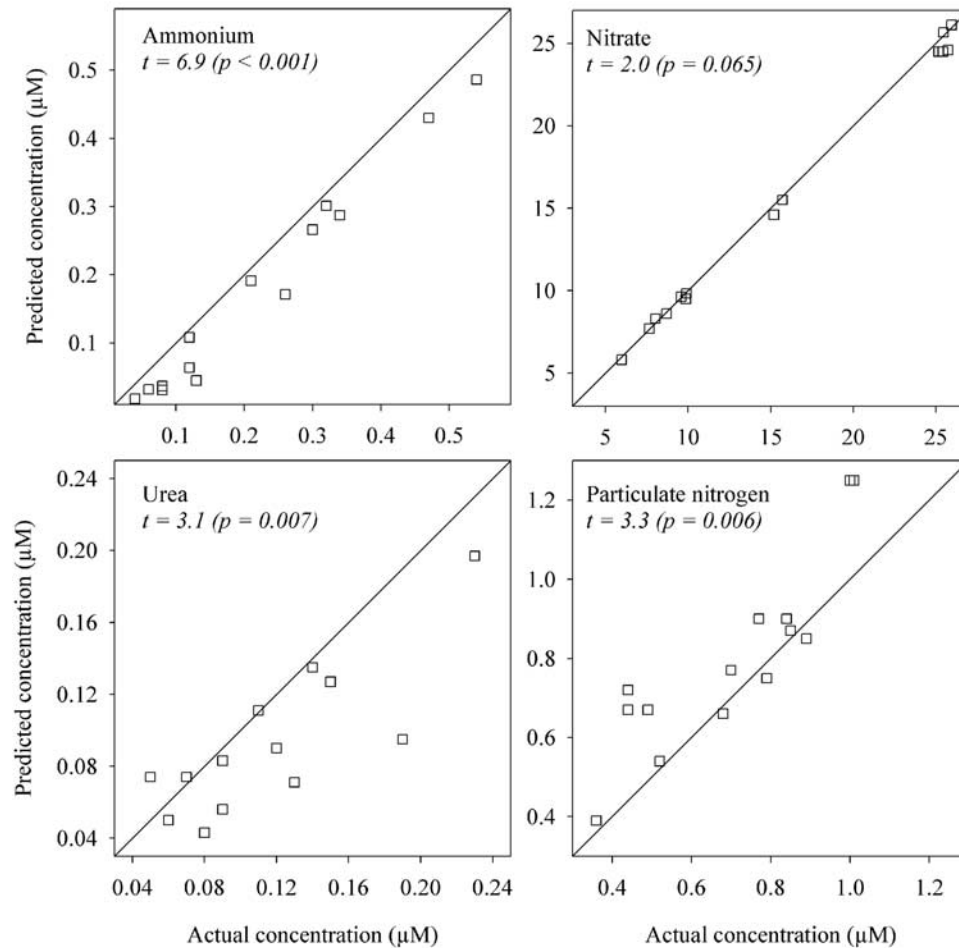 Ammonium
t = 6.9 (p < 0.001)
Predicted concentration (µM)
0.5
0.4
0.3
0.2
0.1
0.1 0.2 0.3 0.4 0.5
Nitrate
t = 2.0 (p = 0.065)
25
20
15
10
5
5 10 15 20 25
Urea
t = 3.1 (p = 0.007)
Predicted concentration (µM)
0.24
0.20
0.16
0.12
0.08
0.04
0.04 0.08 0.12 0.16 0.20 0.24
Actual concentration (µM)
Particulate nitrogen
t = 3.3 (p = 0.006)
1.2
1.0
0.8
0.6
0.4
0.4 0.6 0.8 1.0 1.2
Actual concentration (µM)